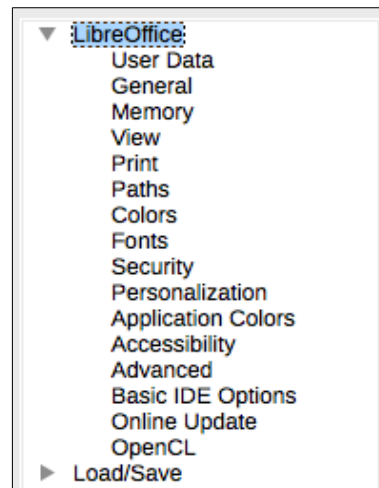 LibreOffice
User Data
General
Memory
View
Print
Paths
Colors
Fonts
Security
Personalization
Application Colors
Accessibility
Advanced
Basic IDE Options
Online Update
OpenCL
Load/Save